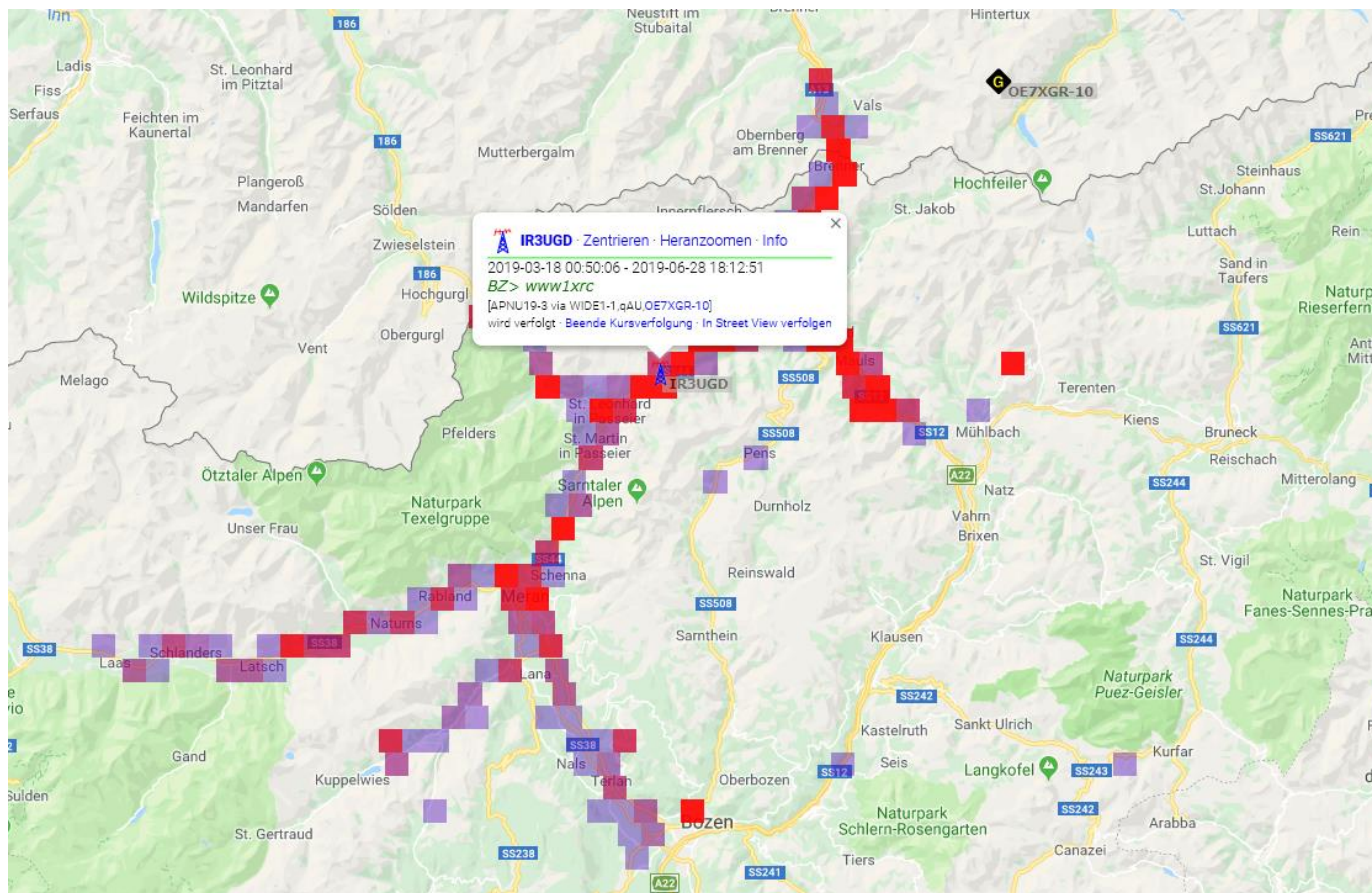 Inn
186
Neustift im
Stubaital
Brenner
Hintertux
Ladis
St. Leonhard
im Pitztal
Fiss
Serfaus
Feichten im
Kaunertal
186
Mutterbergalm
Obernberg
am Brenner
Vals
G
OE7XGR-10
SS621
Plangeroß
Mandarfen
Brenner
Hochfeiler
Steinhaus
St.Johann
Sölden
Innerpflersch
St. Jakob
Luttach
Rein
Zwieselstein
186
Hochgurgl
Wildspitze
Obergurgl
Vent
Sand in
Taufers
SS621
IR3UGD · Zentrieren · Heranzoomen · Info
2019-03-18 00:50:06 - 2019-06-28 18:12:51
BZ> www1xrc
[APNU19-3 via WIDE1-1,qAU,OE7XGR-10]
wird verfolgt · Beende Kursverfolgung · In Street View verfolgen
Melago
IR3UGD
SS508
Mauls
Terenten
Kiens
St. Leonhard
in Passeier
Pfelders
St. Martin
in Passeier
SS508
SS12
Mühlbach
Bruneck
Reischach
Ötztaler Alpen
Pens
A22
SS244
Mitterolang
Naturpark
Texelgruppe
Sarntaler
Alpen
Durnholz
Natz
Unser Frau
Vahrn
Brixen
SS44
Schenna
Reinswald
St. Vigil
Rabland
Meran
SS508
Naturpark
Fanes-Sennes-Pra
Naturns
Sarnthein
Klausen
SS244
SS38
Laas
Schlanders
SS38
Latsch
Lana
Naturpark
Puez-Geisler
SS242
Kastelruth
Sankt Ulrich
Gand
SS38
Nals
Kuppelwies
Terlan
Oberbozen
SS12
Seis
Langkofel
SS243
Kurfar
Sulden
St. Gertraud
Bozen
Naturpark
Schlern-Rosengarten
SS242
Arabba
SS238
Tiers
Canazei
A22
SS241